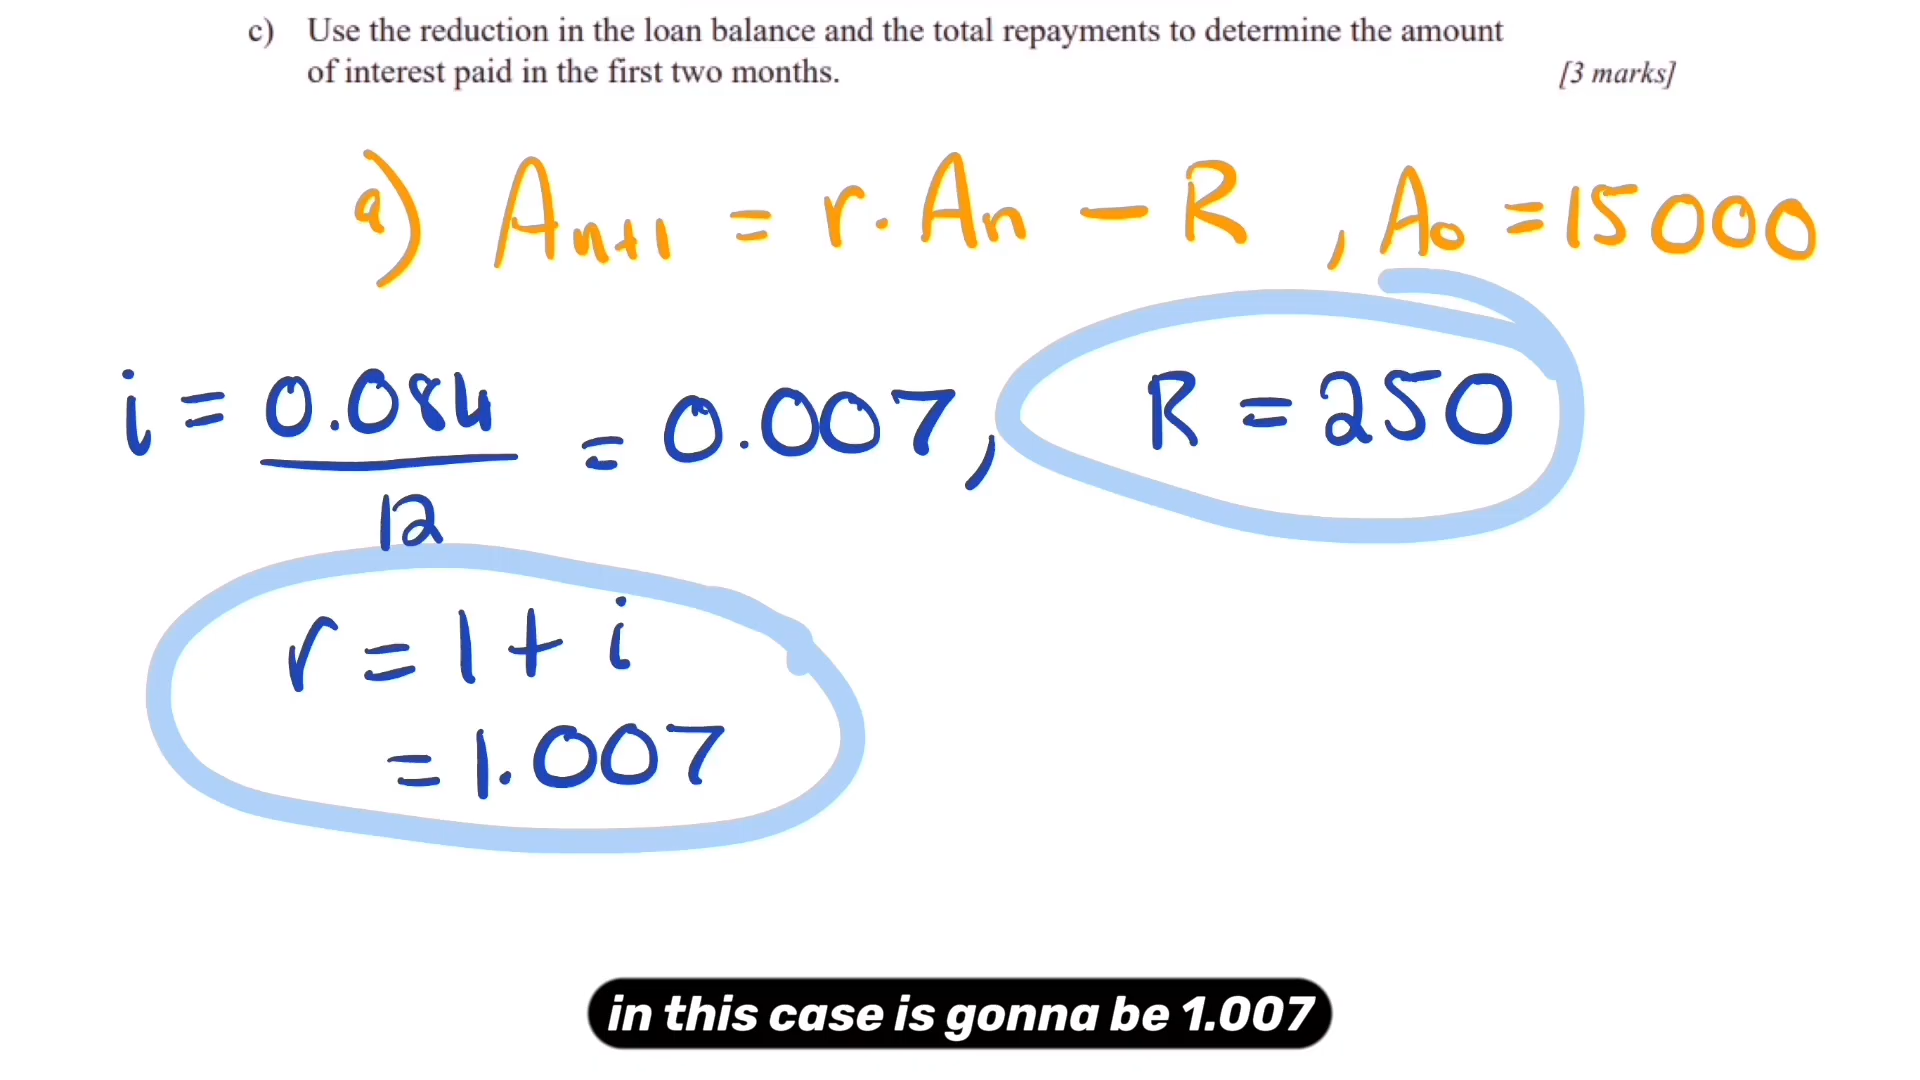 c) Use the reduction in the loan balance and the total repayments to determine the amount
of interest paid in the first two months. [3 marks]
a) Aₙ₊₁ = r. Aₙ − R , A₀ = 15000
i = 0.084/12 = 0.007, R = 250
r = 1 + i
= 1.007
in this case is gonna be 1.007